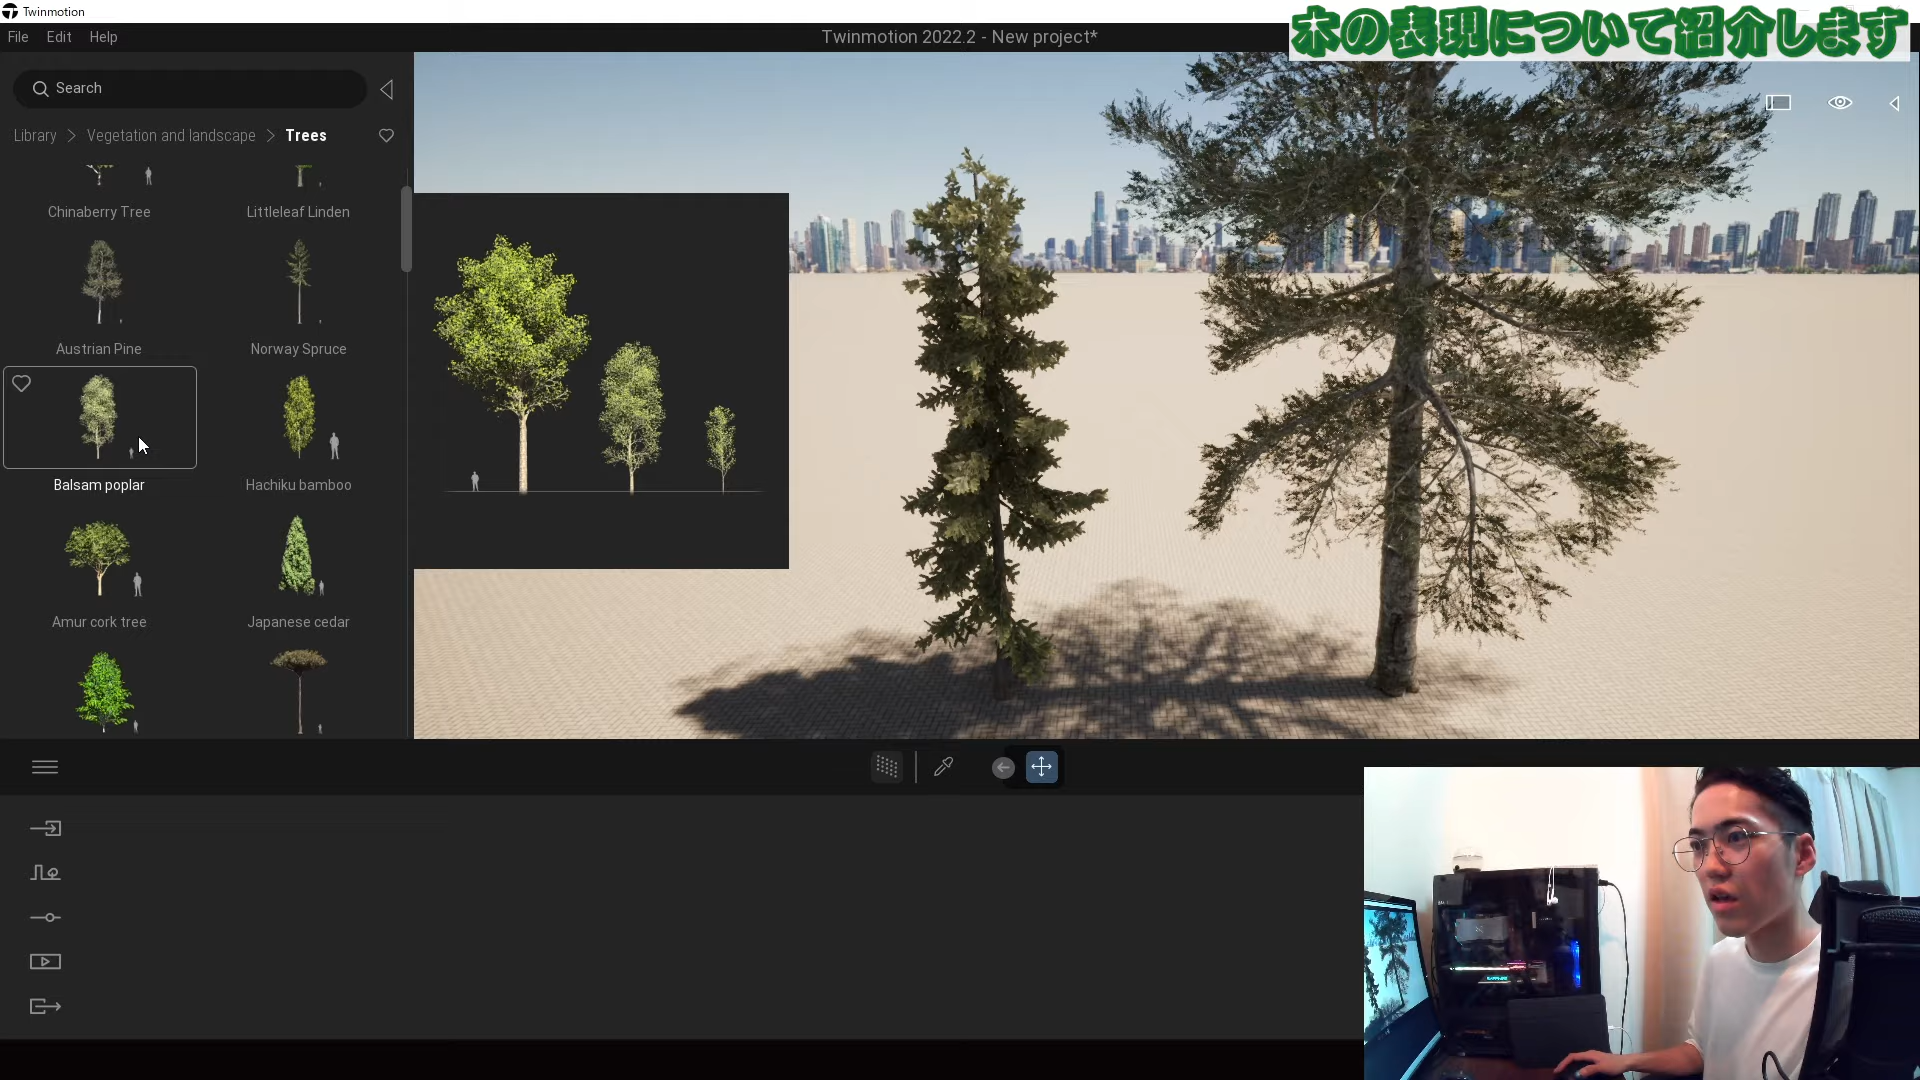 Twinmotion
File Edit Help
Twinmotion 2022.2 - New project*
木の表現について紹介します
Search
Library > Vegetation and landscape > Trees
Chinaberry Tree
Littleleaf Linden
Austrian Pine
Norway Spruce
Balsam poplar
Hachiku bamboo
Amur cork tree
Japanese cedar